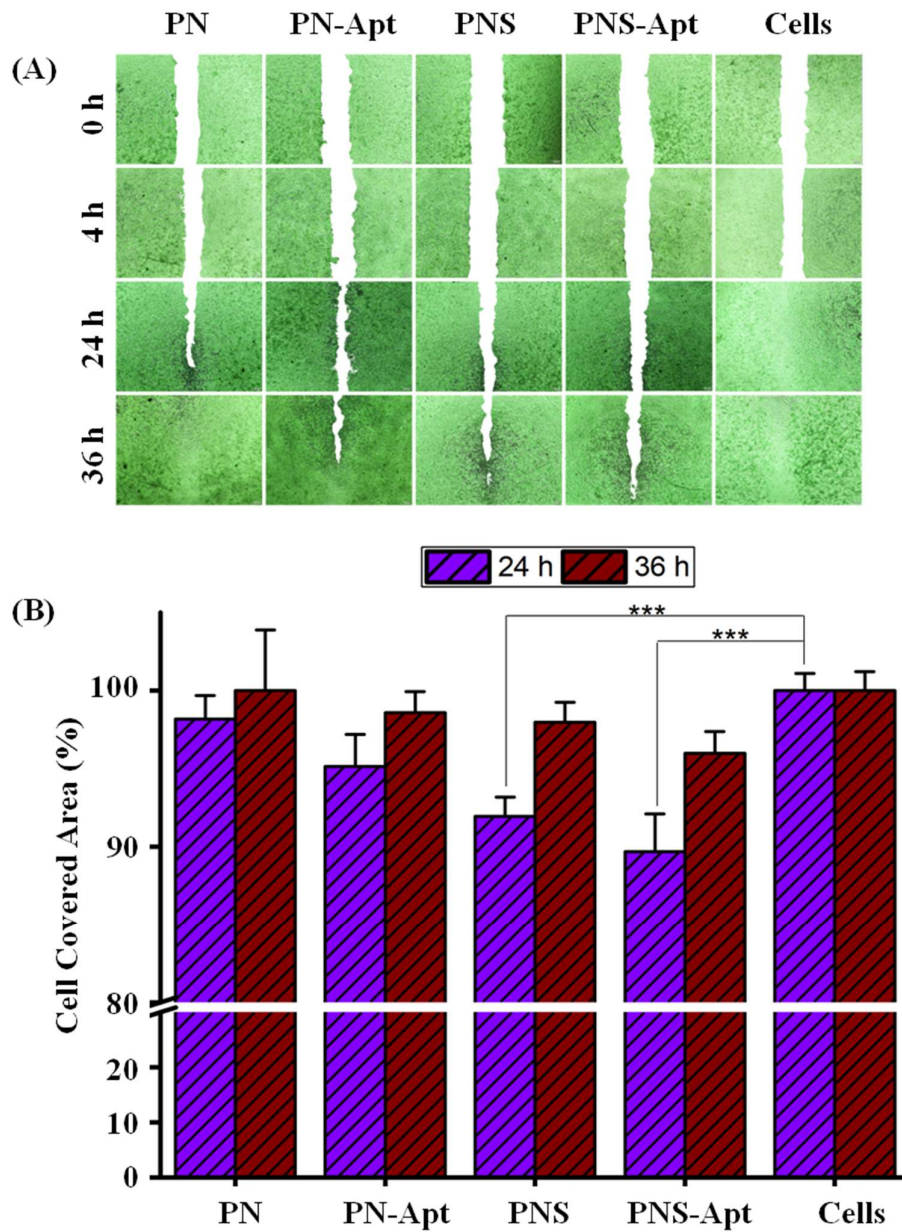 PN PN-Apt PNS PNS-Apt Cells
(A)
0 h
4 h
24 h
36 h
24 h 36 h
(B)
***
***
Cell Covered Area (%)
100
90
80
20
10
0
PN PN-Apt PNS PNS-Apt Cells